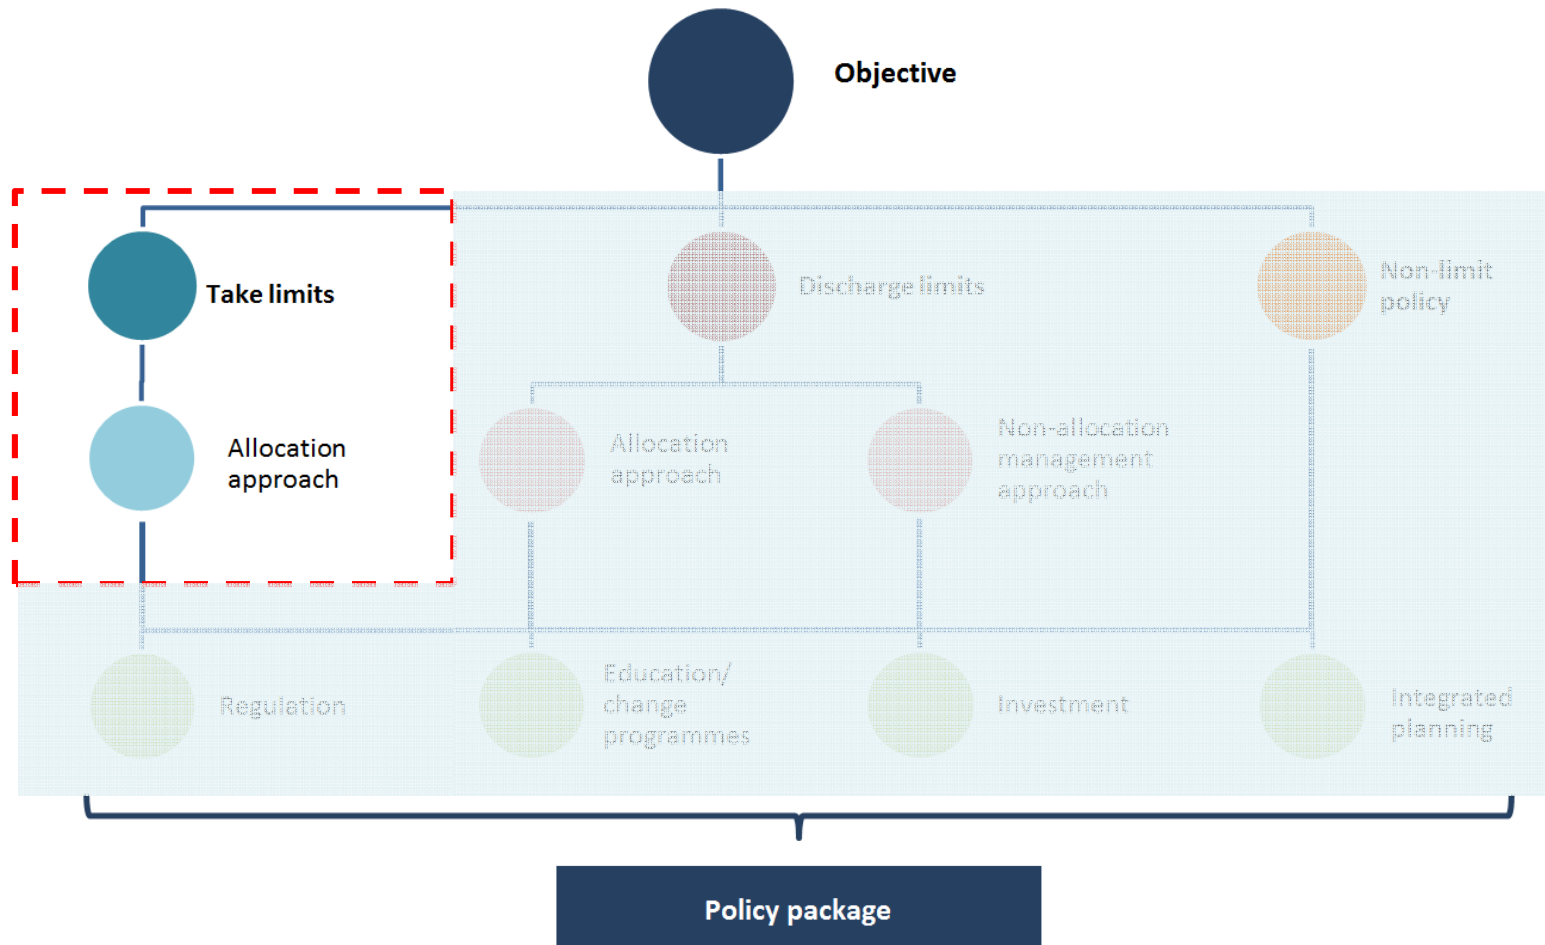 Objective
Take limits
Discharge limits
Non-limit
policy
Allocation
approach
Allocation
approach
Non-allocation
management
approach
Regulation
Education/
change
programmes
Investment
Integrated
planning
Policy package